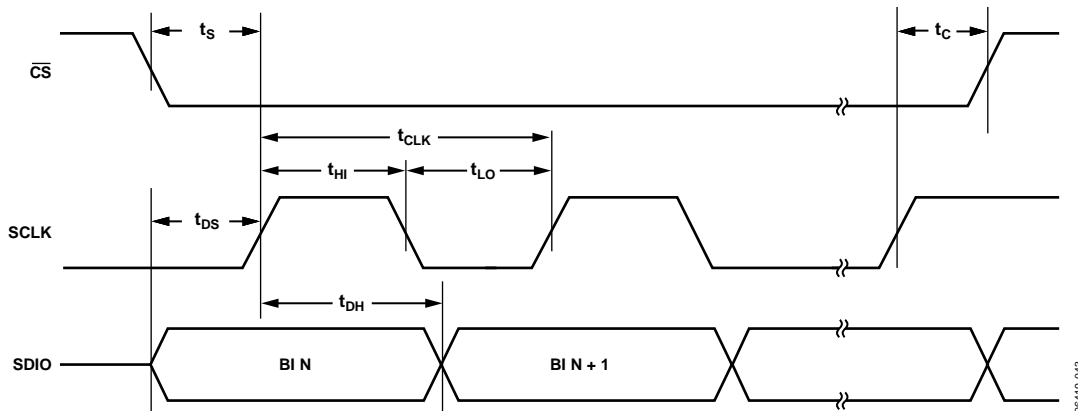 tS
tC
CS
tCLK
tHI
tLO
tDS
SCLK
tDH
SDIO
BI N
BI N + 1